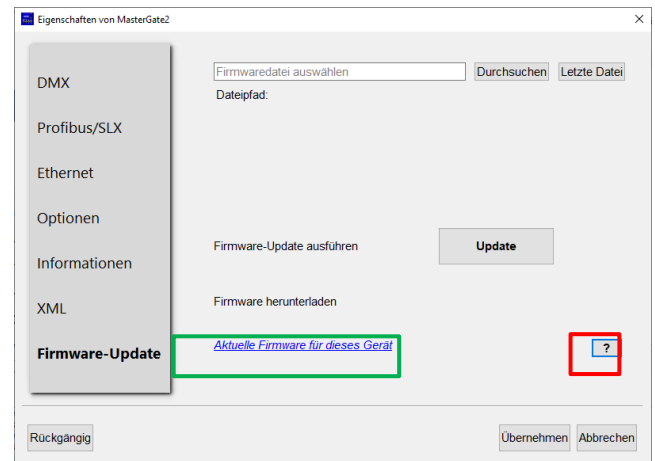 Eigenschaften von MasterGate2
DMX
Profibus/SLX
Ethernet
Optionen
Informationen
XML
Firmware-Update
Firmwaredatei auswählen
Durchsuchen
Letzte Datei
Dateipfad:
Firmware-Update ausführen
Update
Firmware herunterladen
Aktuelle Firmware für dieses Gerät
?
Rückgängig
Übernehmen
Abbrechen